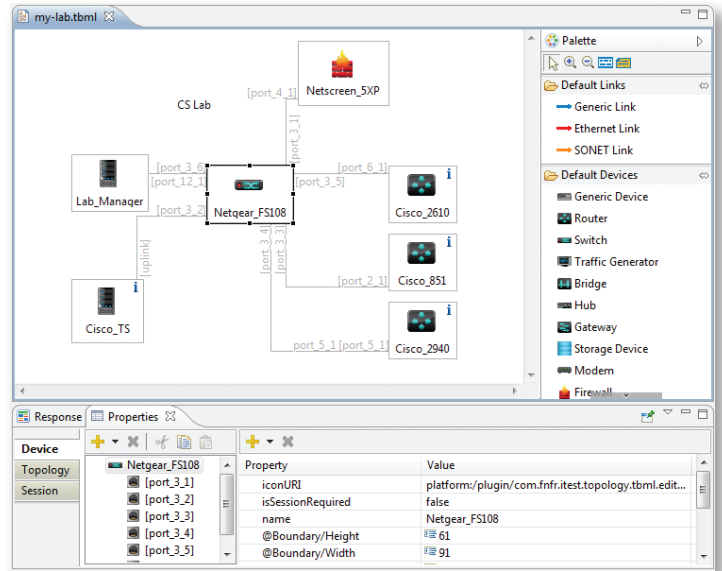 my-lab.tbml
Palette
Default Links
Generic Link
Ethernet Link
SONET Link
Default Devices
Generic Device
Router
Switch
Traffic Generator
Bridge
Hub
Gateway
Storage Device
Modem
Firewall
CS Lab
[port_4_1]
Netscreen_5XP
[port_3_1]
[port_3_6]
[port_12_1]
Lab_Manager
Netgear_FS108
[port_6_1]
[port_3_5]
i
Cisco_2610
[port_3_2]
[uplink]
[port_3_4]
[port_3_3]
i
Cisco_TS
[port_2_1]
i
Cisco_851
port_5_1 [port_5_1]
i
Cisco_2940
Response
Properties
Device
Topology
Session
Netgear_FS108
[port_3_1]
[port_3_2]
[port_3_3]
[port_3_4]
[port_3_5]
Property Value
iconURI platform:/plugin/com.fnfr.itest.topology.tbml.edit...
isSessionRequired false
name Netgear_FS108
@Boundary/Height 61
@Boundary/Width 91